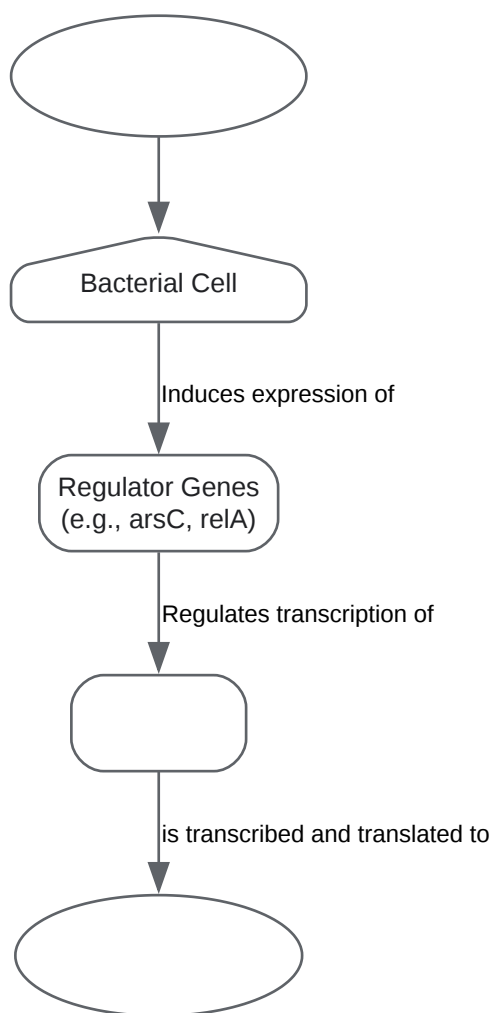 Bacterial Cell
Induces expression of
Regulator Genes
(e.g., arsC, relA)
Regulates transcription of
is transcribed and translated to